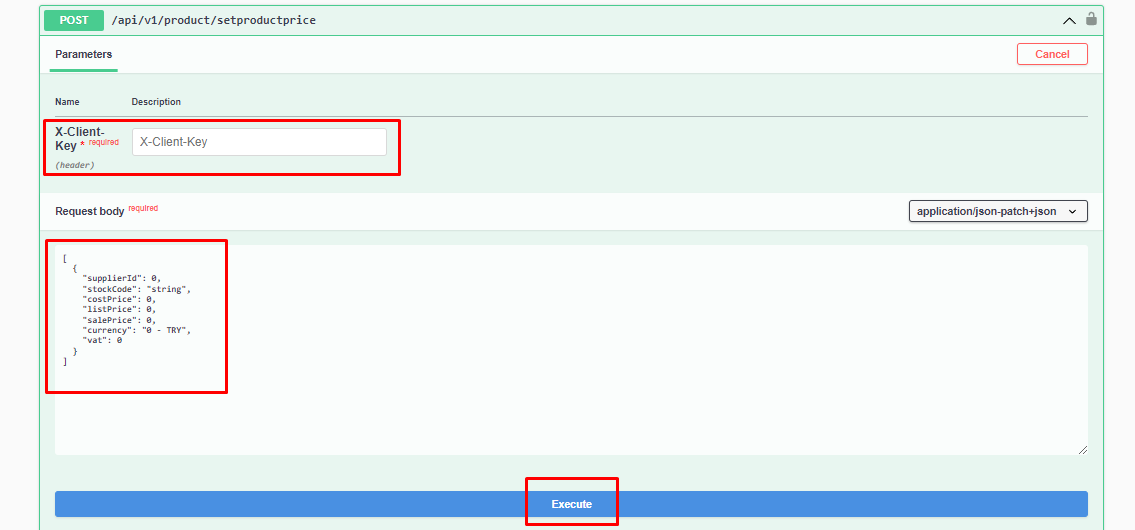 POST /api/v1/product/setproductprice
Parameters
Cancel
Name Description
X-Client-
Key * required
(header)
X-Client-Key
Request body required
application/json-patch+json
[
  {
    "supplierId": 0,
    "stockCode": "string",
    "costPrice": 0,
    "listPrice": 0,
    "salePrice": 0,
    "currency": "0 - TRY",
    "vat": 0
  }
]
Execute